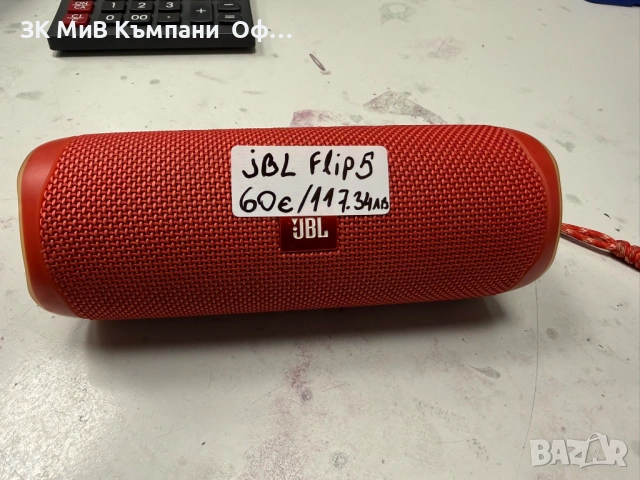 ЗК МиВ Къмпани Оф...
jBL Flip5
60€/117.34лв
JBL
BAZAR